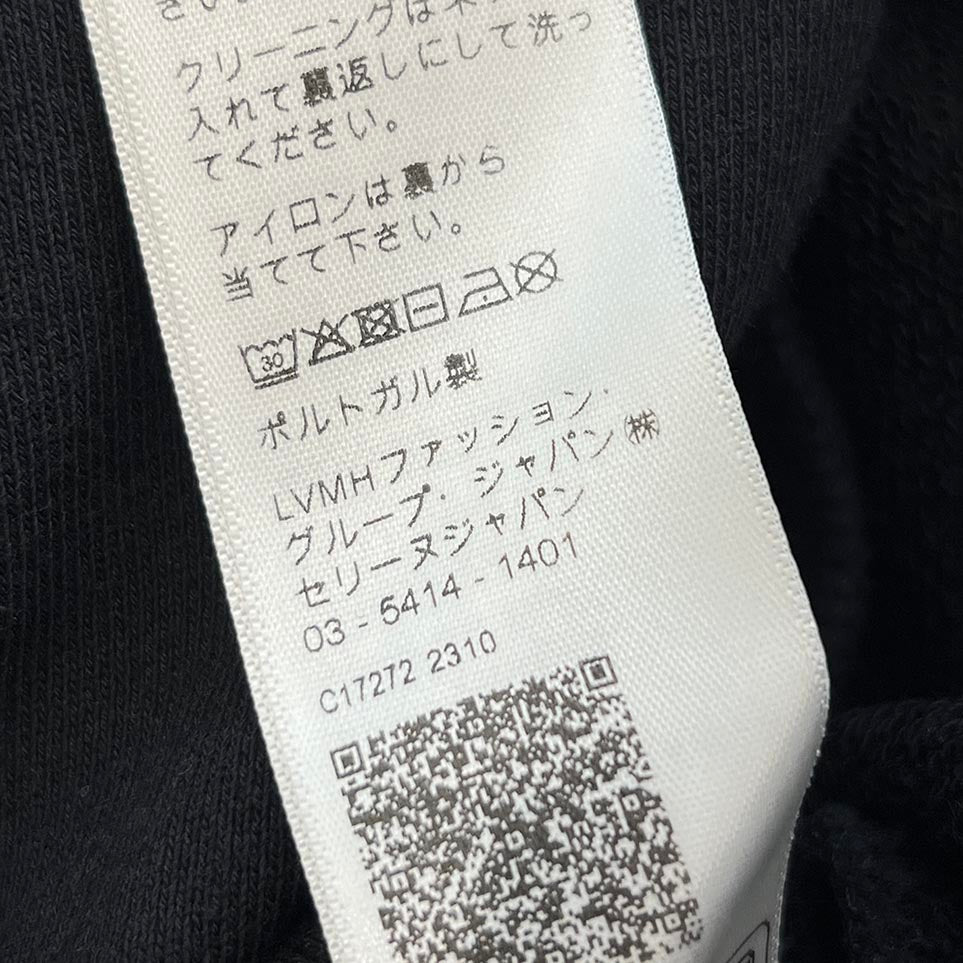 さい。
クリーニングはネッ
入れて裏返しにして洗っ
てください。
アイロンは裏から
当てて下さい。
30
ポルトガル製
LVMHファッション・
グループ・ジャパン㈱
セリーヌジャパン
03 - 5414 - 1401
C17272 2310